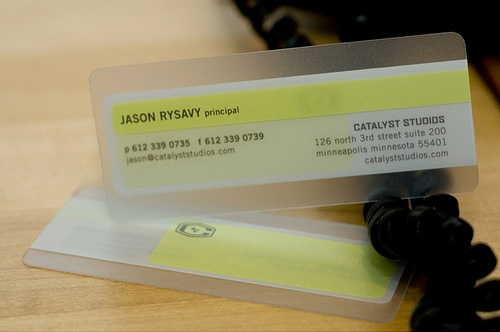 JASON RYSAVY principal
p 612 339 0735 f 612 339 0739
jason@catalyststudios.com
CATALYST STUDIOS
126 north 3rd street suite 200
minneapolis minnesota 55401
catalyststudios.com